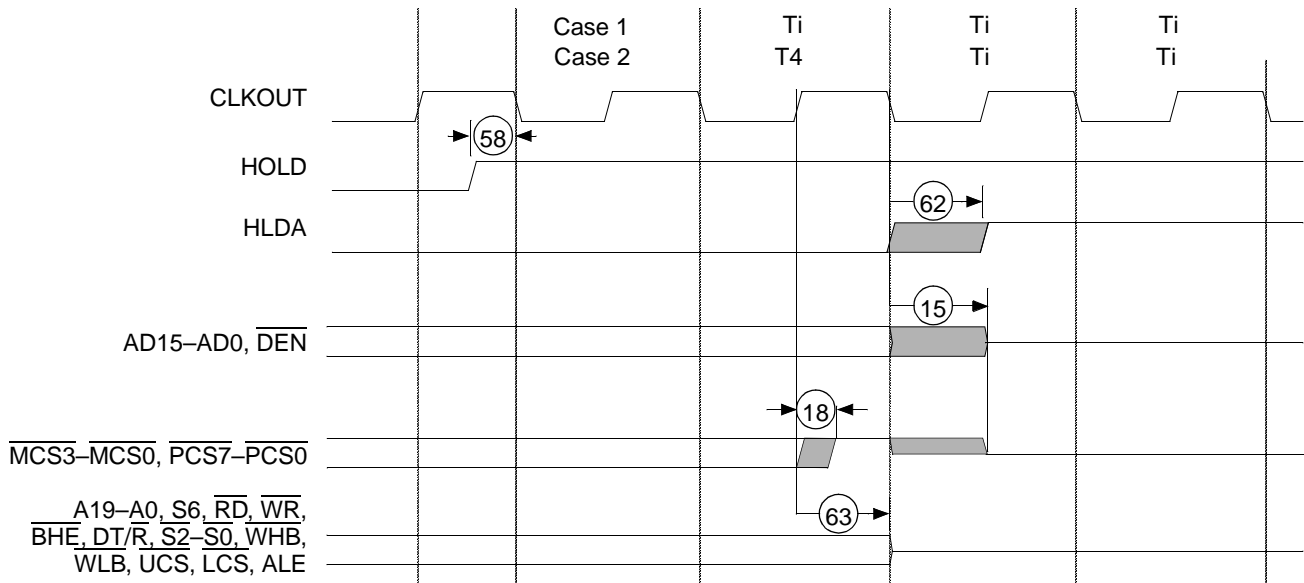 Case 1 Ti Ti Ti
Case 2 T4 Ti Ti
CLKOUT
58
HOLD
62
HLDA
15
AD15–AD0, DEN
18
MCS3–MCS0, PCS7–PCS0
A19–A0, S6, RD, WR,
63
BHE, DT/R, S2–S0, WHB,
WLB, UCS, LCS, ALE